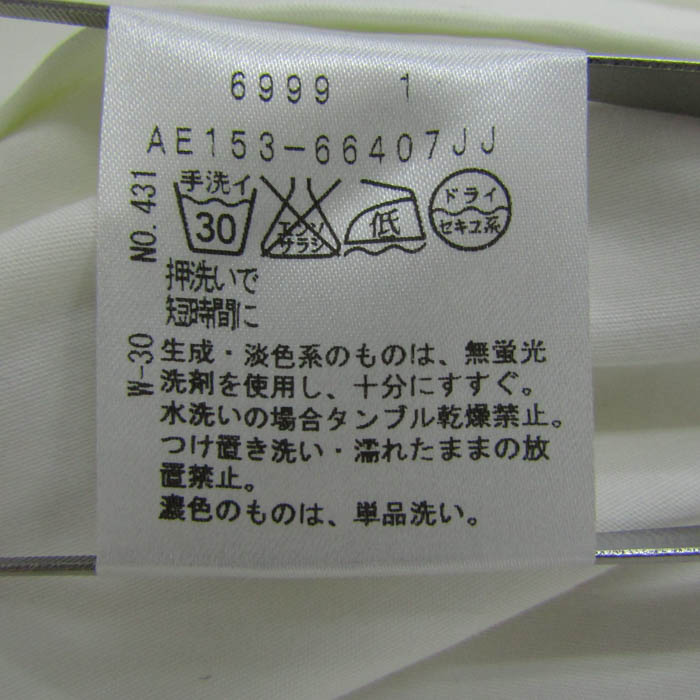 6999 1
AE153-66407JJ
NO. 431
手洗イ
30
エンソ
サラシ
低
ドライ
セキユ系
押洗いで
短時間に
W-30
生成・淡色系のものは、無蛍光
洗剤を使用し、十分にすすぐ。
水洗いの場合タンブル乾燥禁止。
つけ置き洗い・濡れたままの放
置禁止。
濃色のものは、単品洗い。